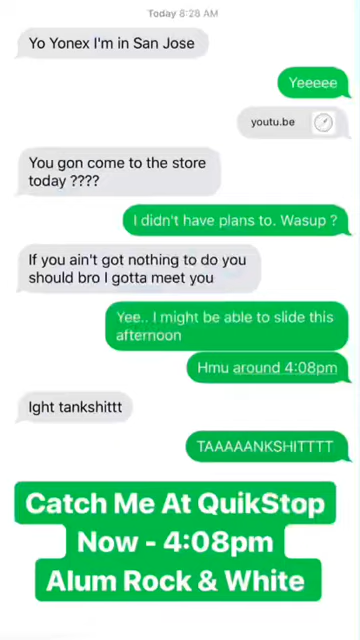 Today 8:28 AM
Yo Yonex I'm in San Jose
Yeeeee
youtu.be
You gon come to the store
today ????
I didn't have plans to. Wasup ?
If you ain't got nothing to do you
should bro I gotta meet you
Yee.. I might be able to slide this
afternoon
Hmu around 4:08pm
Ight tankshittt
TAAAAANKSHITTTT
Catch Me At QuikStop
Now - 4:08pm
Alum Rock & White